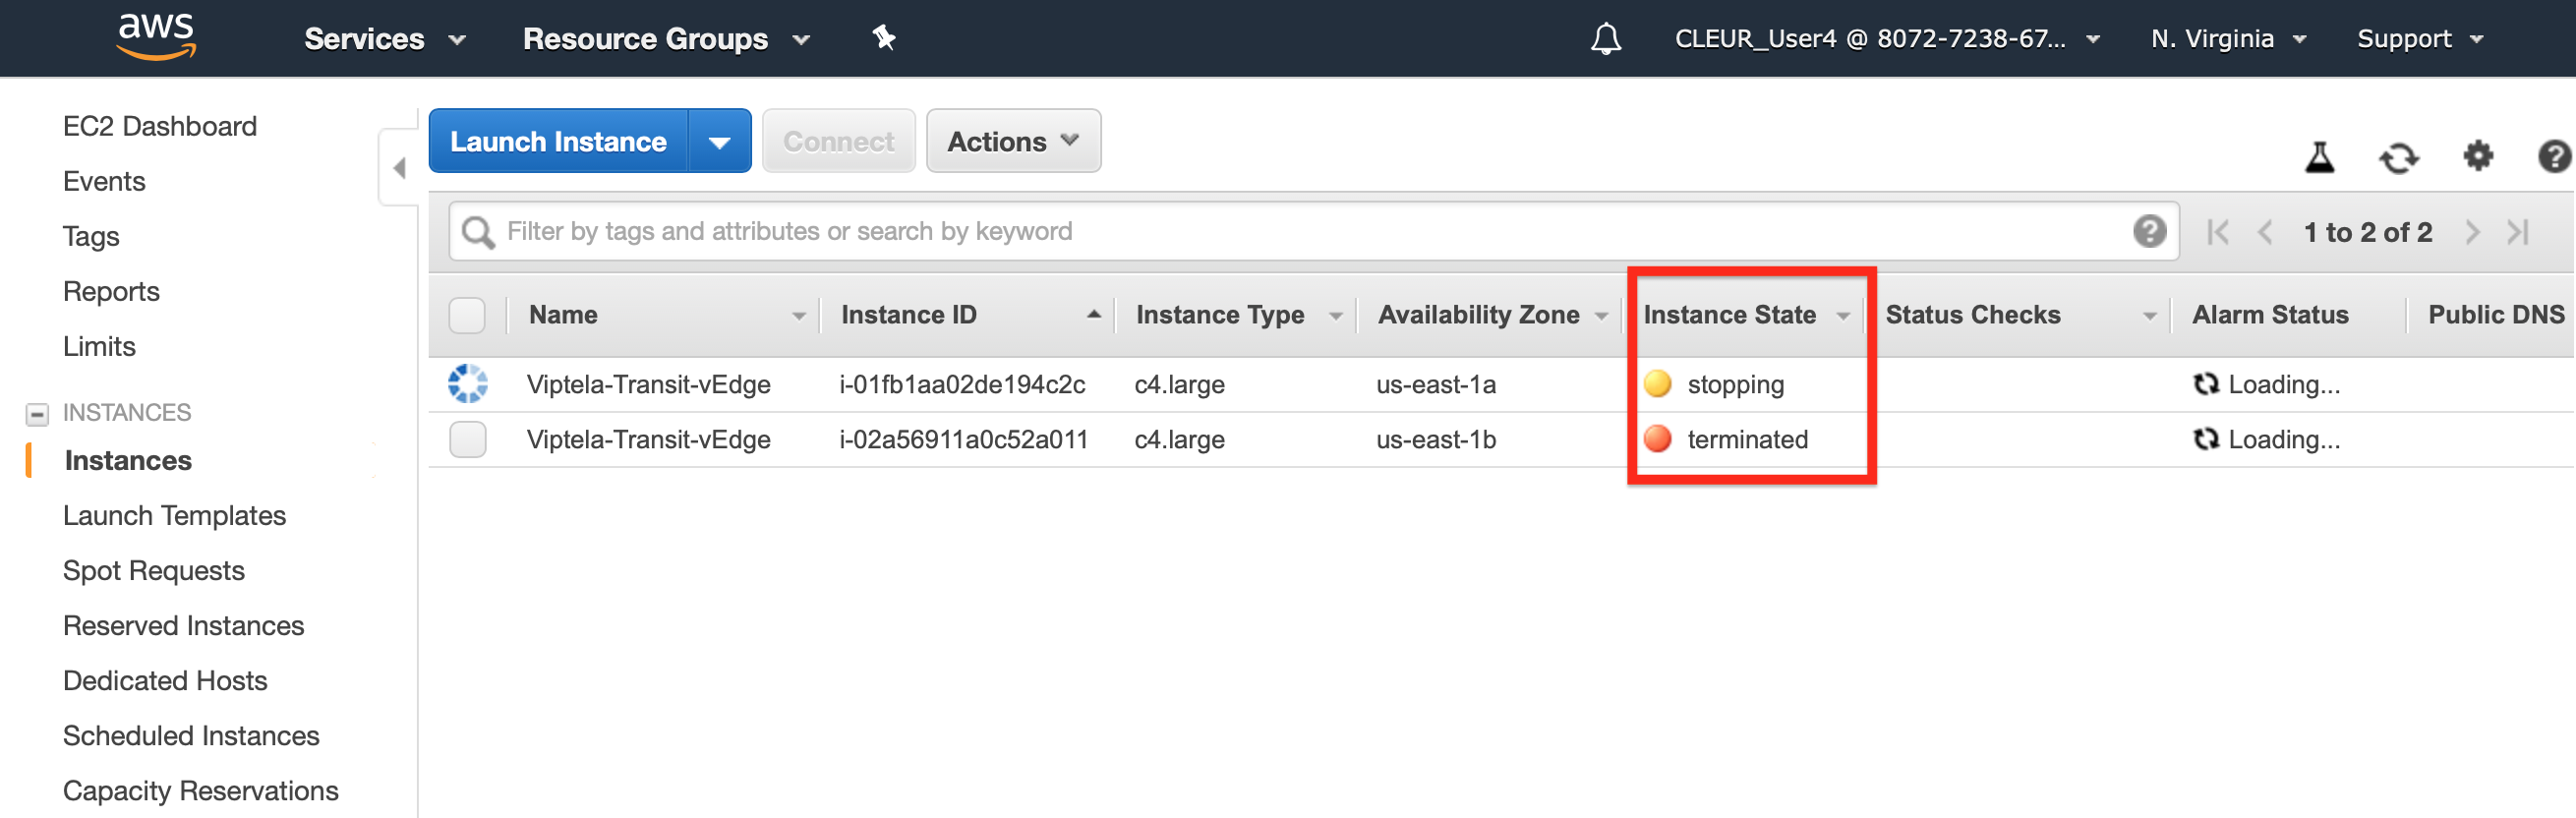 aws Services Resource Groups CLEUR_User4 @ 8072-7238-67... N. Virginia Support
EC2 Dashboard
Events
Tags
Reports
Limits
INSTANCES
Instances
Launch Templates
Spot Requests
Reserved Instances
Dedicated Hosts
Scheduled Instances
Capacity Reservations
Launch Instance Connect Actions
Filter by tags and attributes or search by keyword 1 to 2 of 2
Name Instance ID Instance Type Availability Zone Instance State Status Checks Alarm Status Public DNS
Viptela-Transit-vEdge i-01fb1aa02de194c2c c4.large us-east-1a stopping Loading...
Viptela-Transit-vEdge i-02a56911a0c52a011 c4.large us-east-1b terminated Loading...